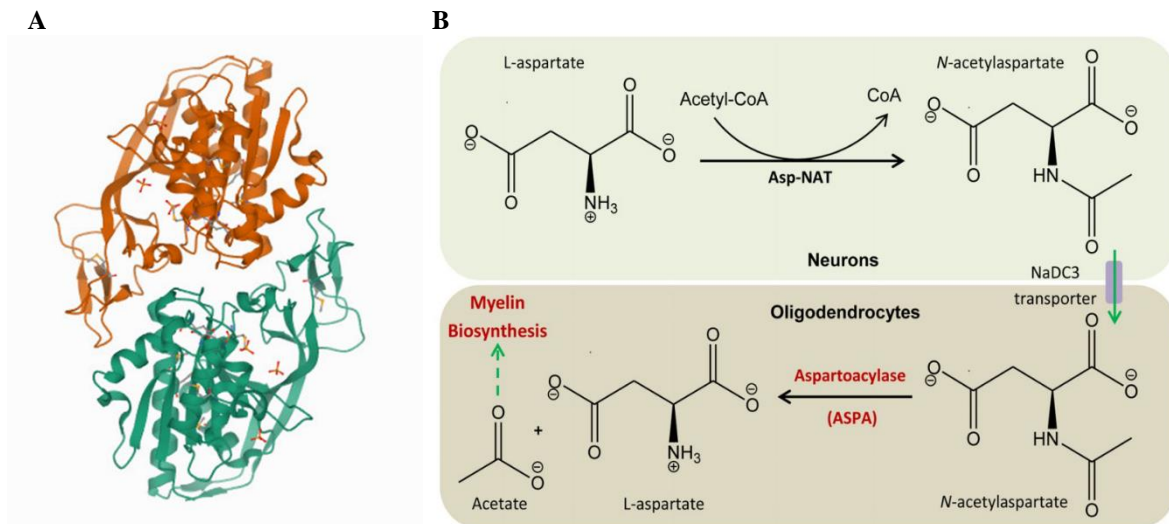 A
B
L-aspartate
Acetyl-CoA
CoA
N-acetylaspartate
O
O
⊖
O
O
⊖
NH3
⊕
Asp-NAT
O
O
⊖
O
O
⊖
HN
O
Neurons
NaDC3
transporter
Myelin
Biosynthesis
Oligodendrocytes
O
O
⊖
Acetate
+
O
O
⊖
O
O
⊖
NH3
⊕
L-aspartate
Aspartoacylase
(ASPA)
O
O
⊖
O
O
⊖
HN
O
N-acetylaspartate